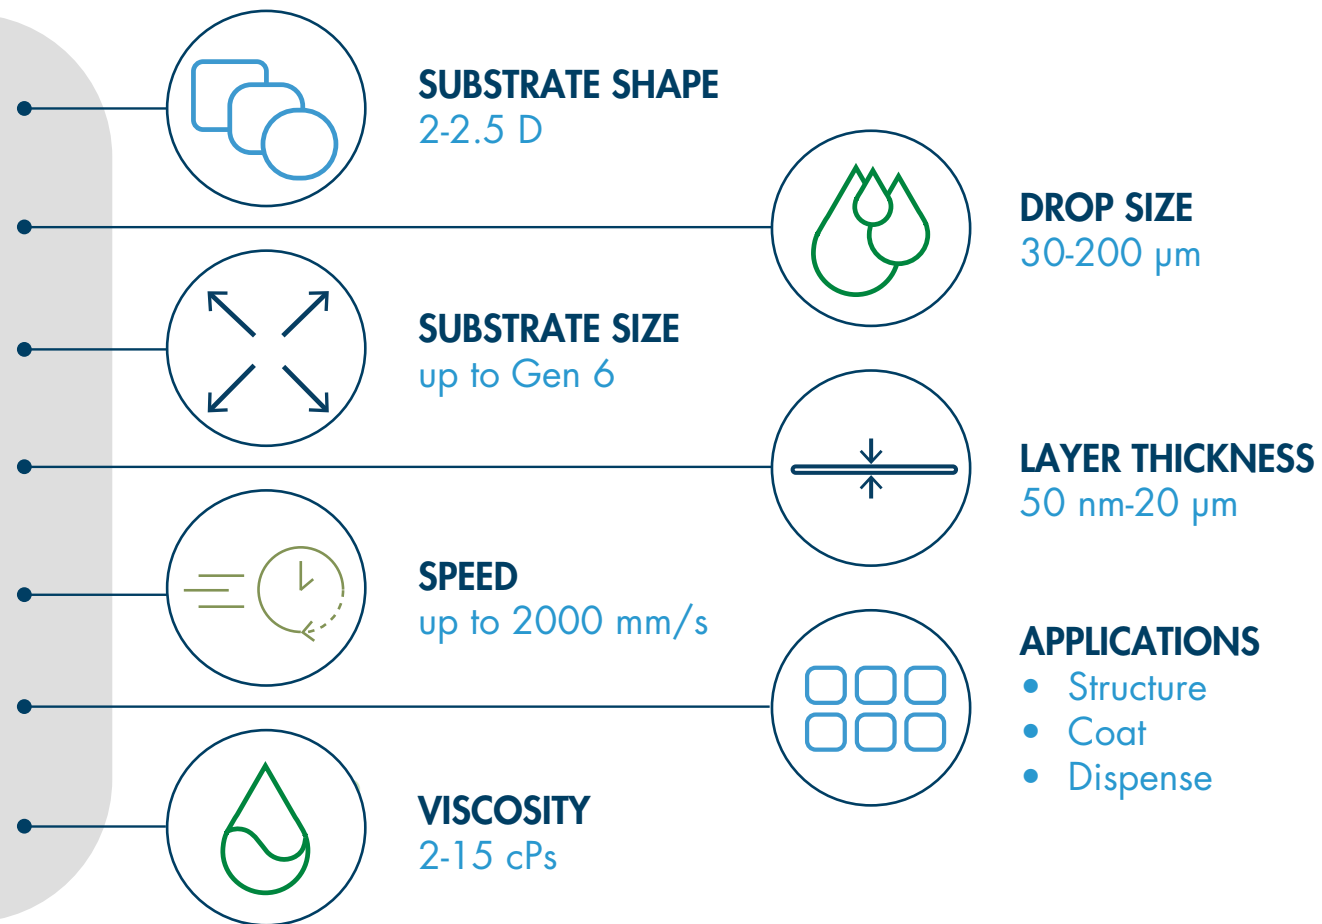 SUBSTRATE SHAPE
2-2.5 D
DROP SIZE
30-200 µm
SUBSTRATE SIZE
up to Gen 6
LAYER THICKNESS
50 nm-20 µm
SPEED
up to 2000 mm/s
APPLICATIONS
• Structure
• Coat
• Dispense
VISCOSITY
2-15 cPs